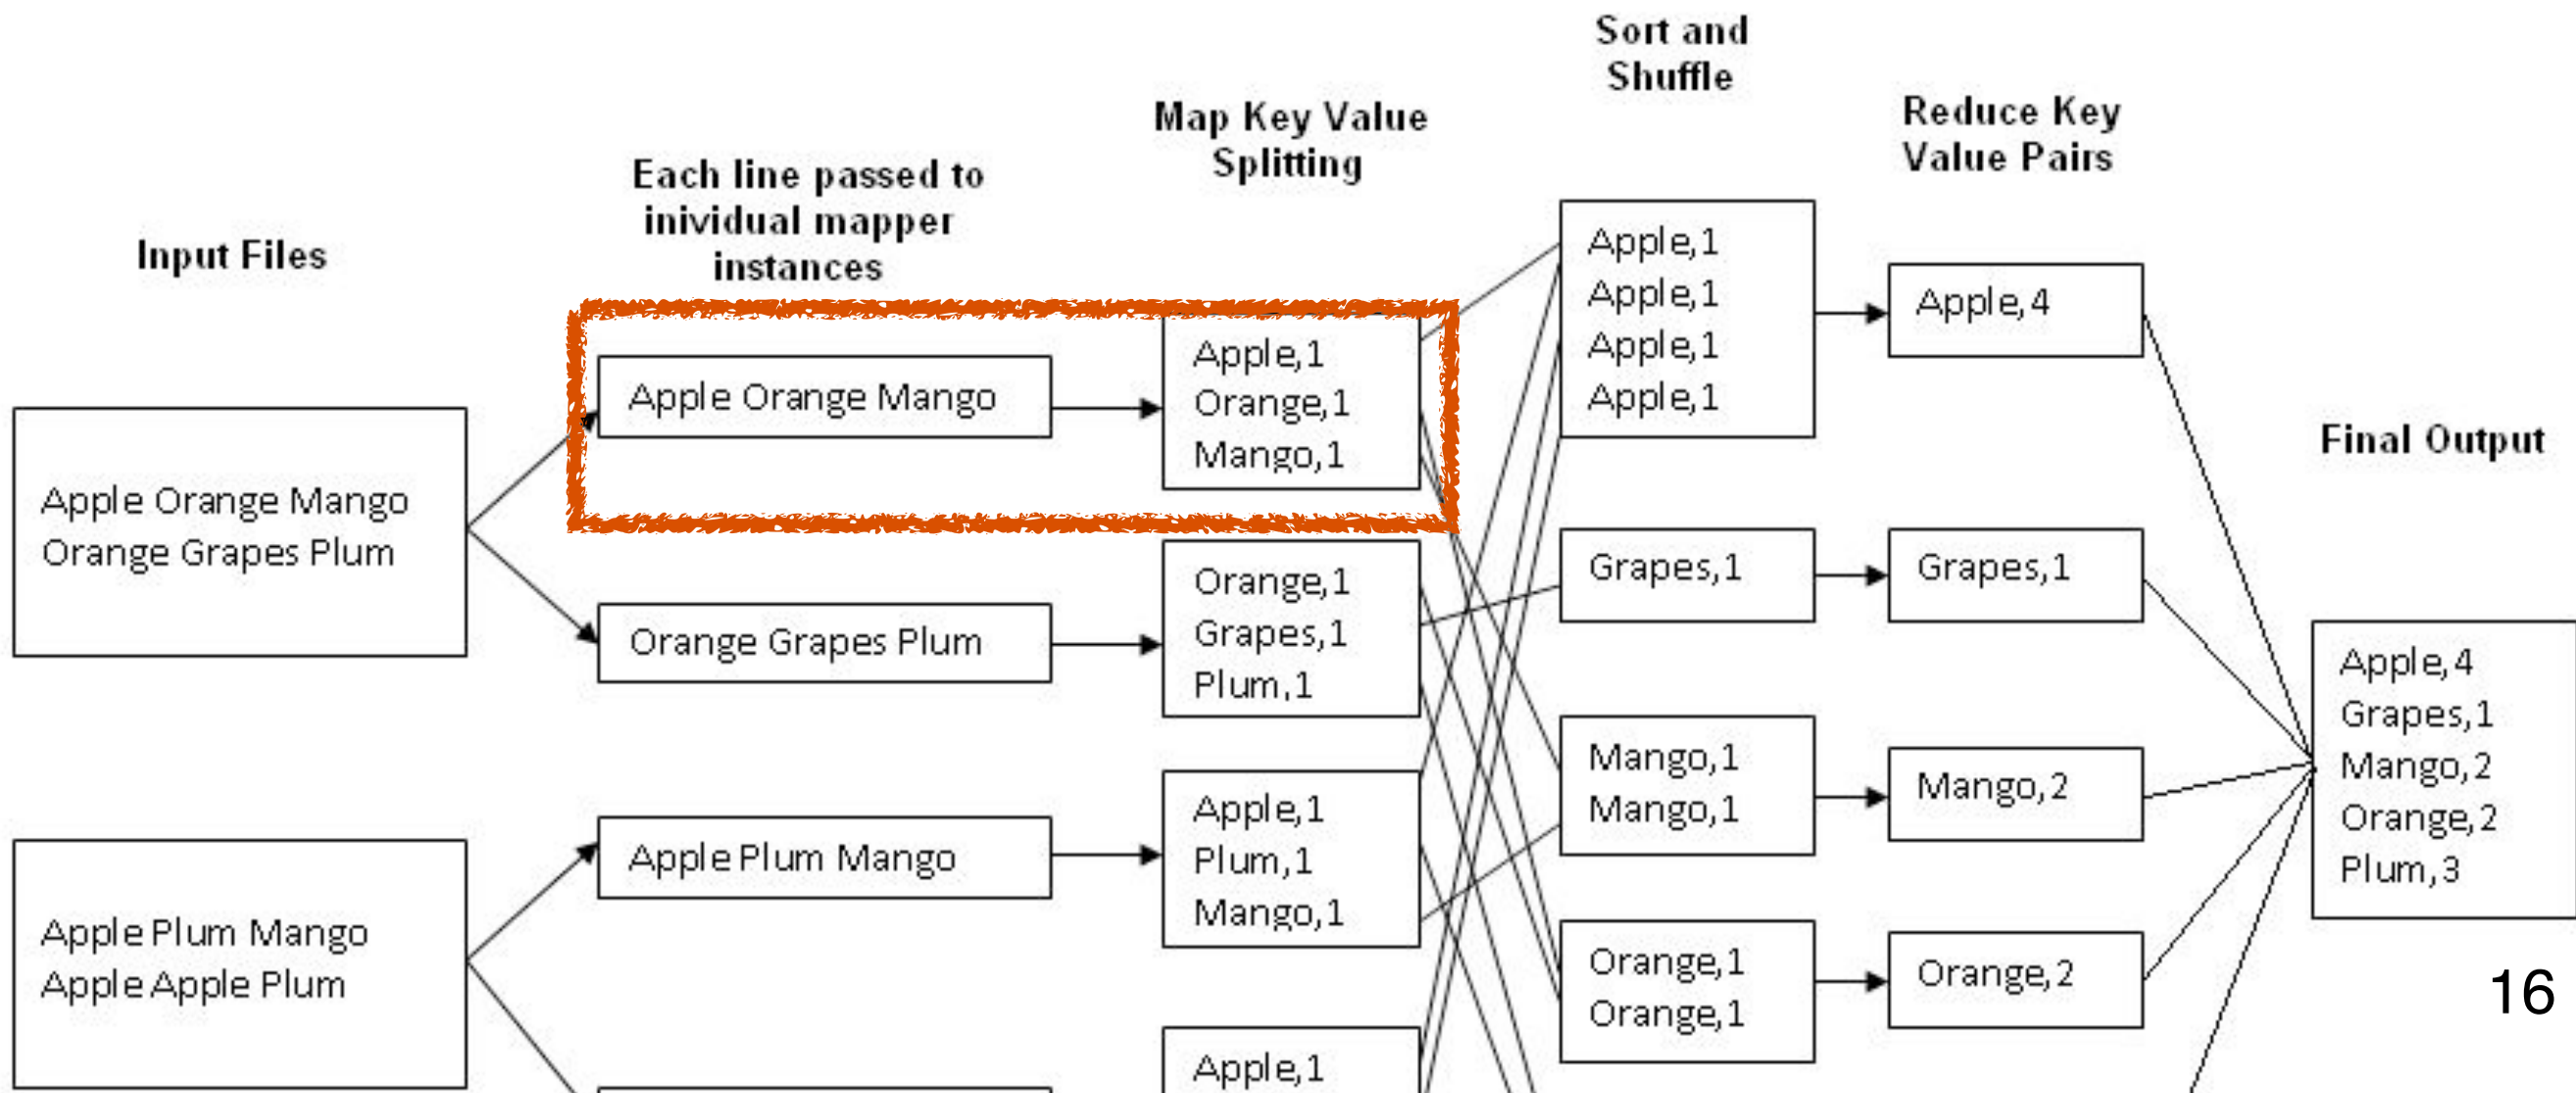 Input Files
Each line passed to
inividual mapper
instances
Map Key Value
Splitting
Sort and
Shuffle
Reduce Key
Value Pairs
Final Output
Apple Orange Mango
Orange Grapes Plum
Apple Plum Mango
Apple Apple Plum
Apple Orange Mango
Orange Grapes Plum
Apple Plum Mango
Apple,1
Orange,1
Mango,1
Orange,1
Grapes,1
Plum,1
Apple,1
Plum,1
Mango,1
Apple,1
Apple,1
Apple,1
Apple,1
Apple,1
Grapes,1
Mango,1
Mango,1
Orange,1
Orange,1
Apple,4
Grapes,1
Mango,2
Orange,2
Apple,4
Grapes,1
Mango,2
Orange,2
Plum,3
16